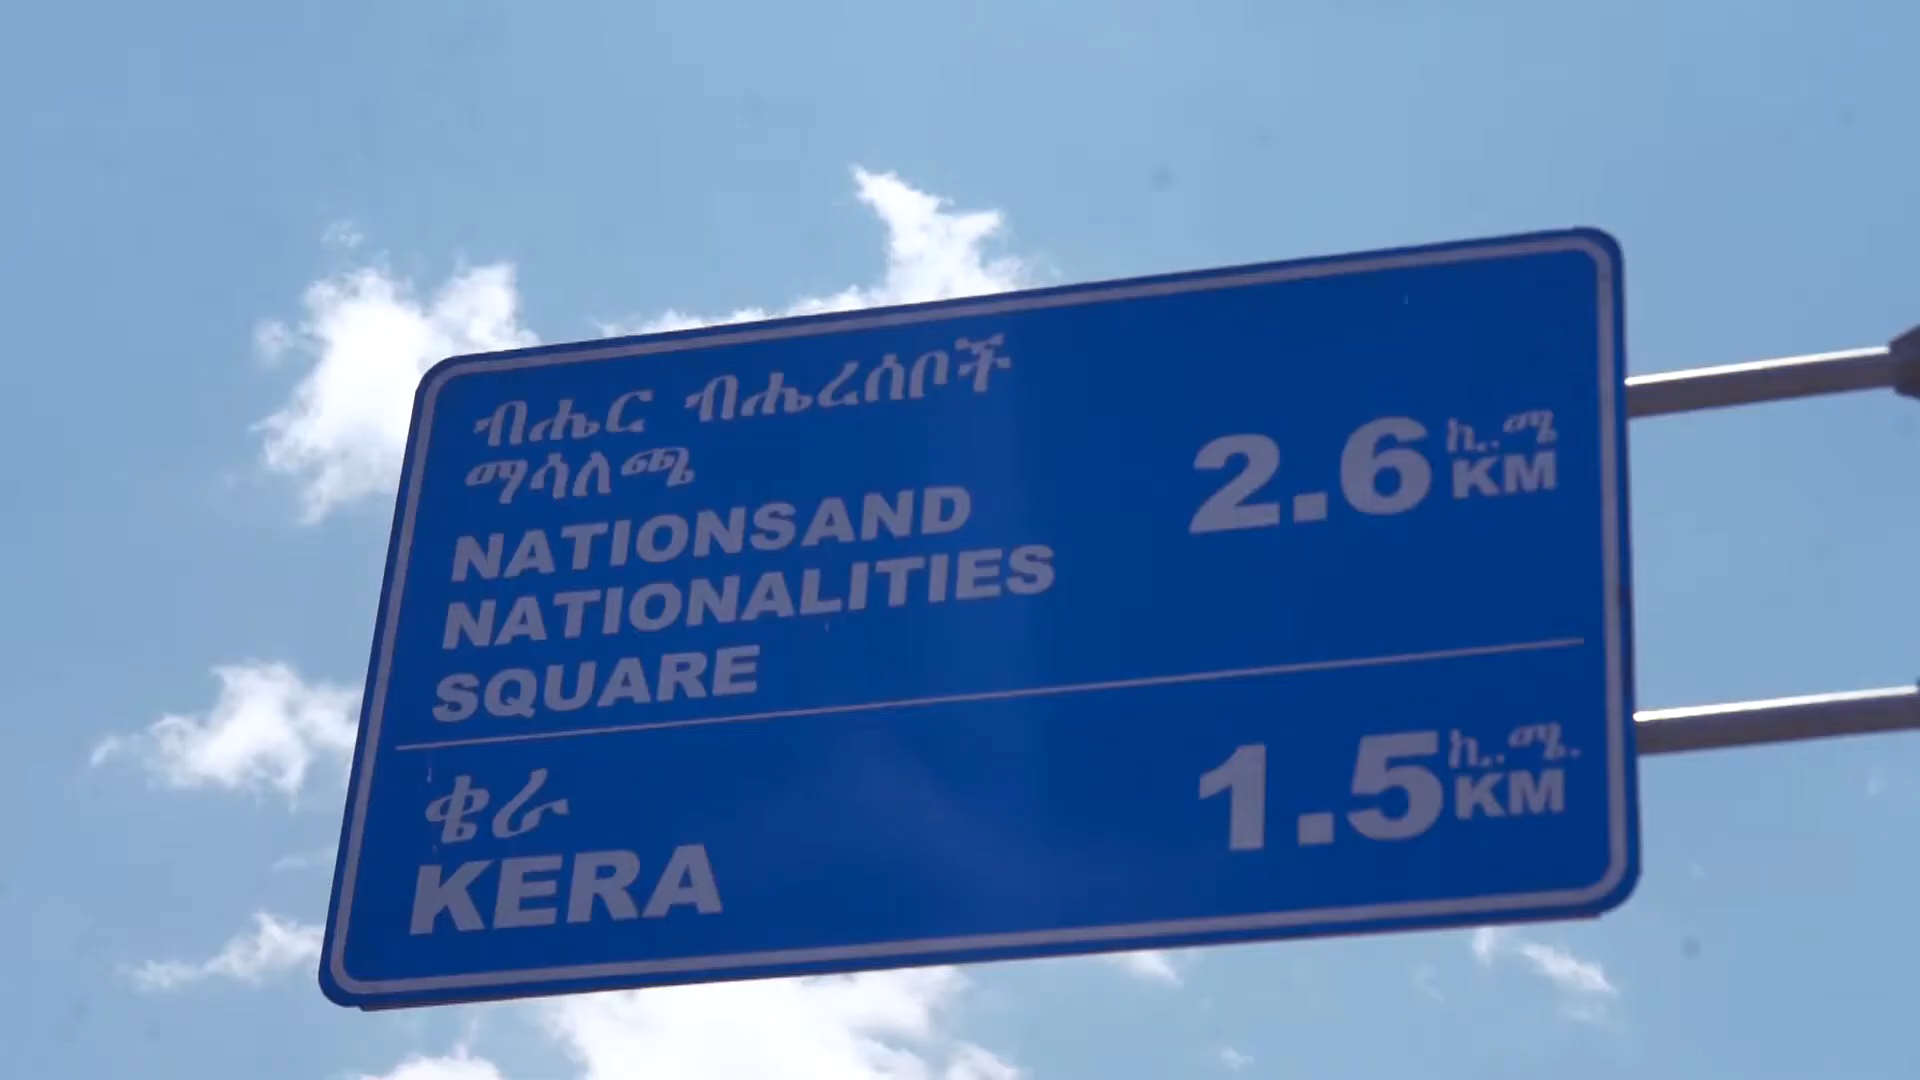 ብሔር ብሔረሰቦች
ማሳለጫ
NATIONSAND
NATIONALITIES
SQUARE
2.6 ኪ.ሜ
KM
ቄራ
KERA
1.5 ኪ.ሜ.
KM